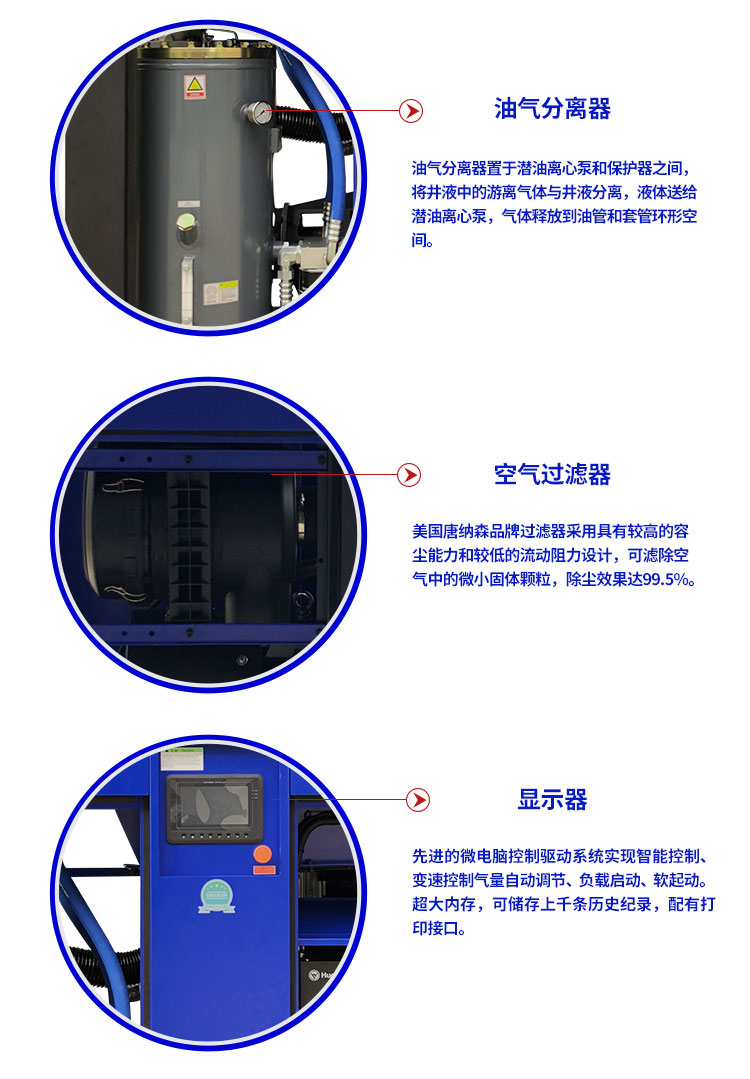 油气分离器
油气分离器置于潜油离心泵和保护器之间，
将井液中的游离气体与井液分离，液体送给
潜油离心泵，气体释放到油管和套管环形空
间。
空气过滤器
美国唐纳森品牌过滤器采用具有较高的容
尘能力和较低的流动阻力设计，可滤除空
气中的微小固体颗粒，除尘效果达99.5%。
显示器
先进的微电脑控制驱动系统实现智能控制、
变速控制气量自动调节、负载启动、软起动。
超大内存，可储存上千条历史纪录，配有打
印接口。